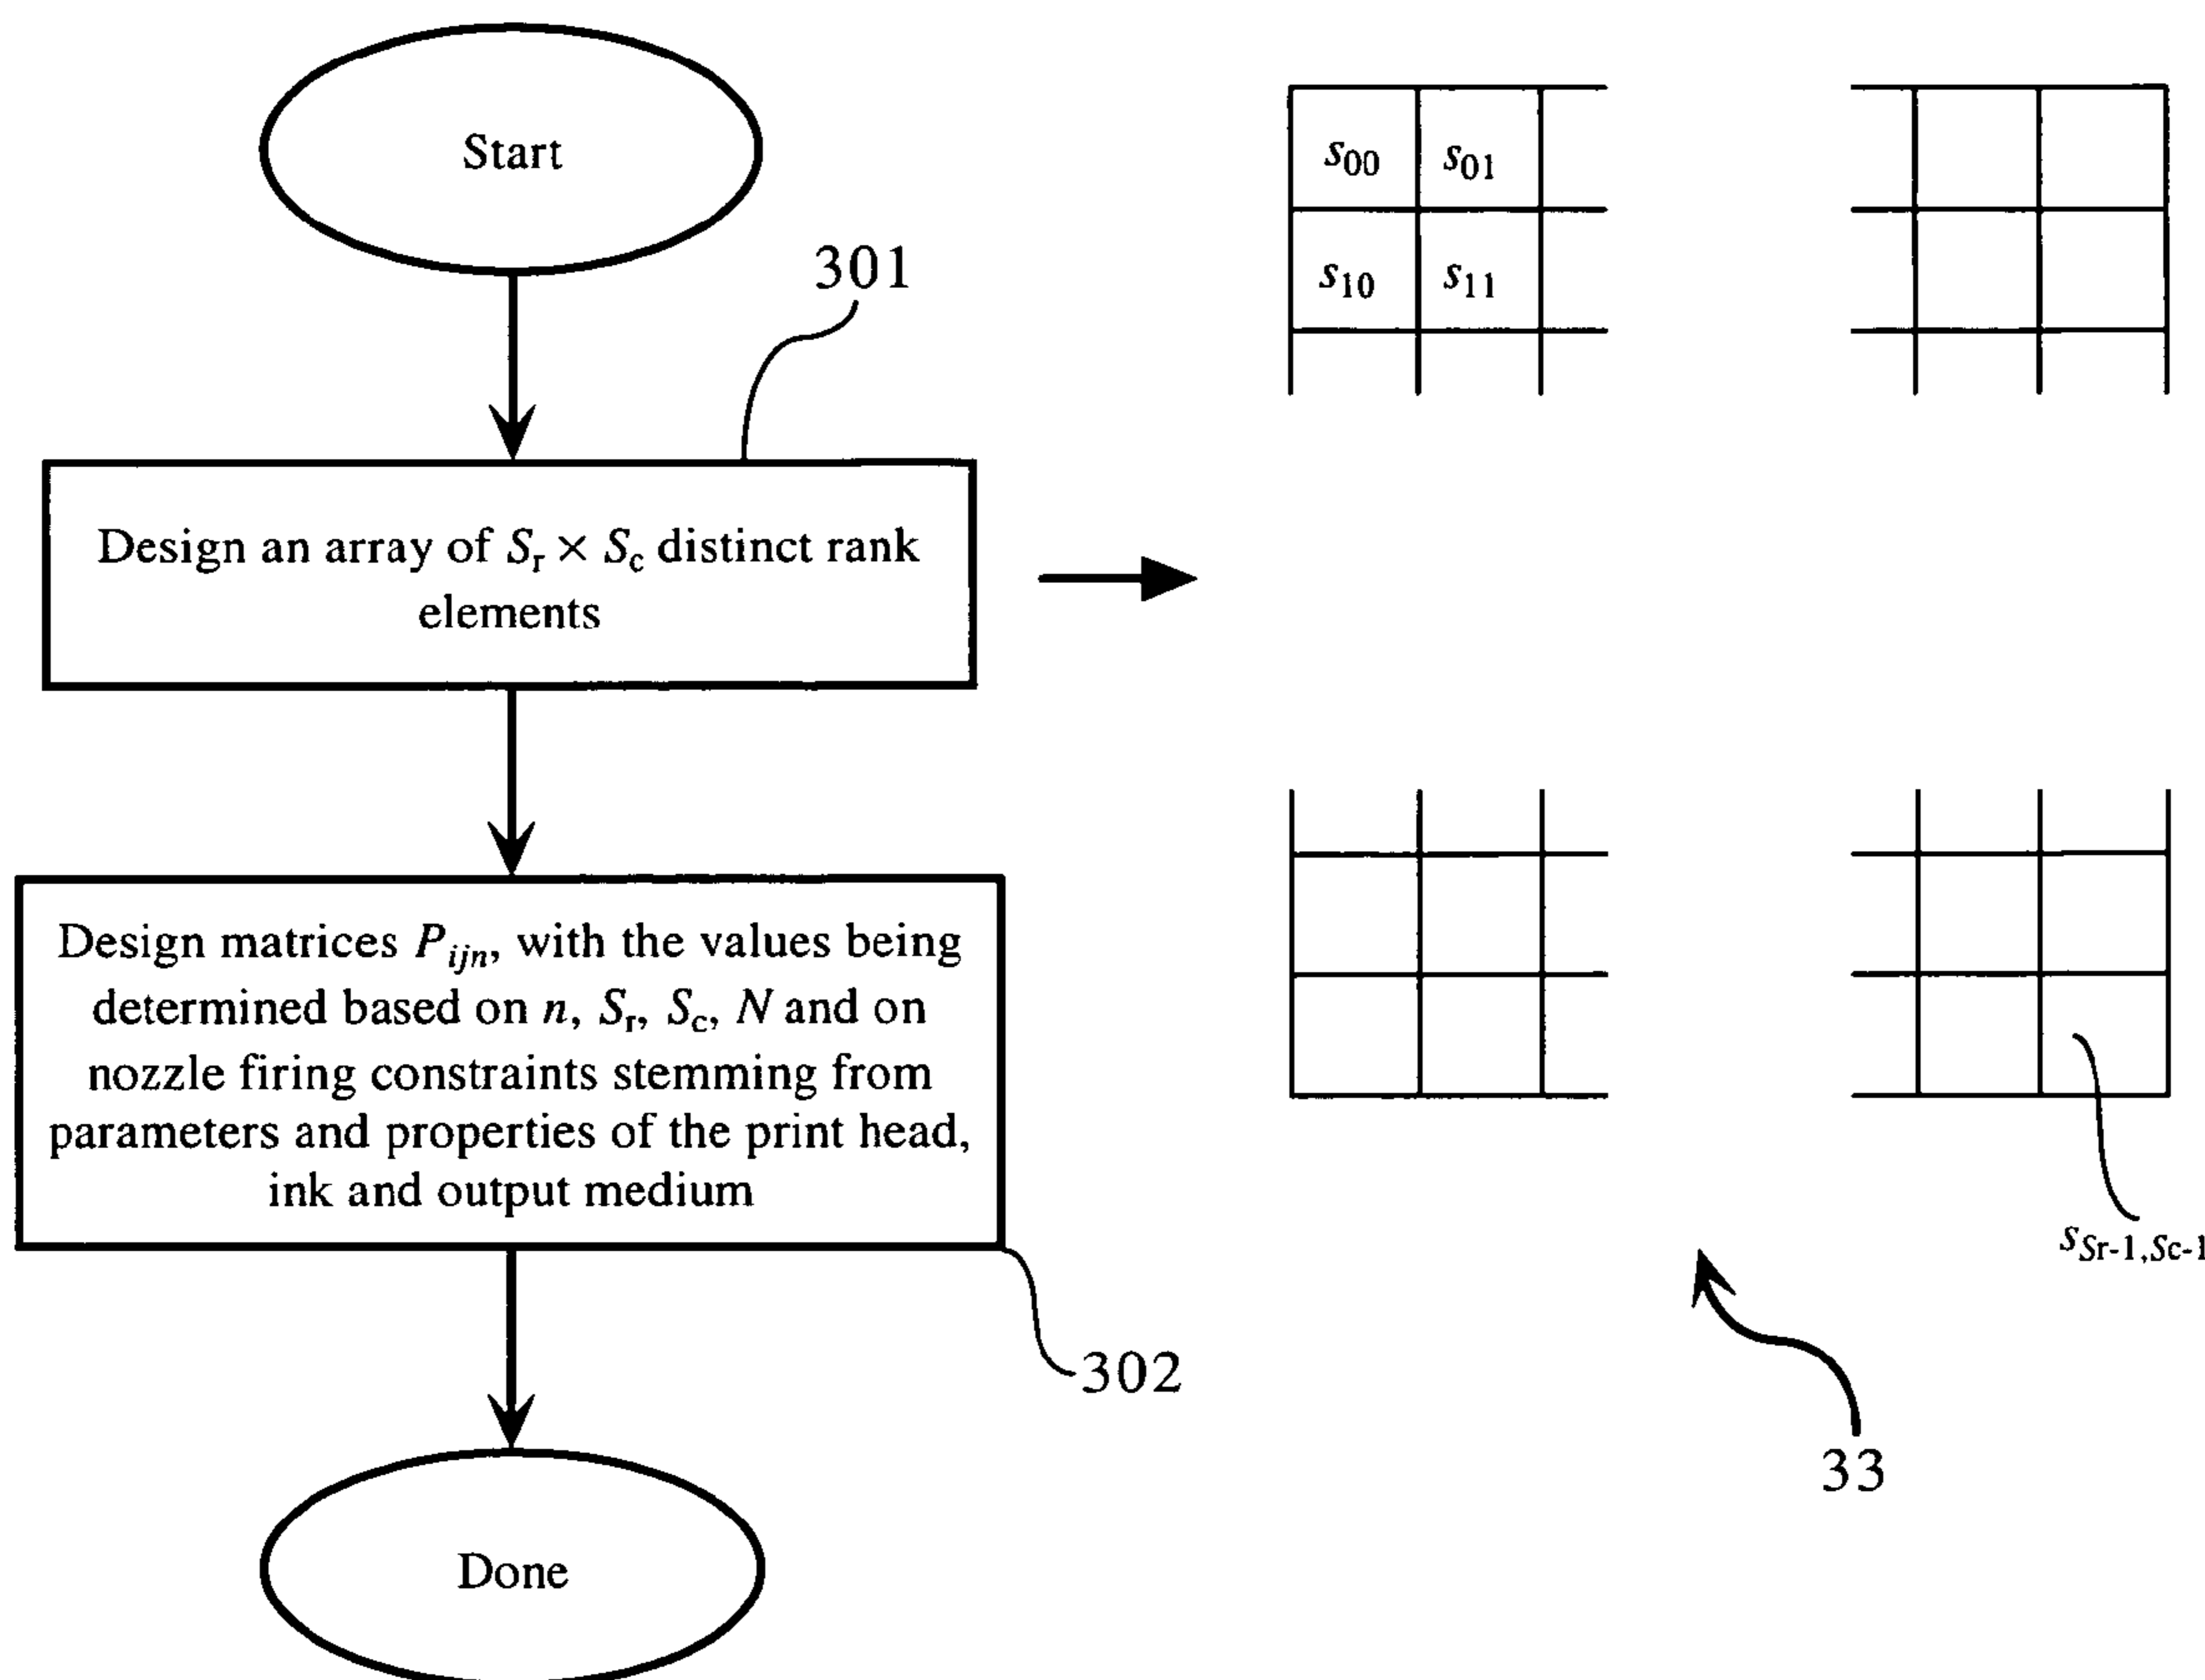 Start
301
Design an array of Sr × Sc distinct rank
elements
Design matrices Pijn, with the values being
determined based on n, Sr, Sc, N and on
nozzle firing constraints stemming from
parameters and properties of the print head,
ink and output medium
302
Done
s00 s01
s10 s11
sSr-1,Sc-1
33